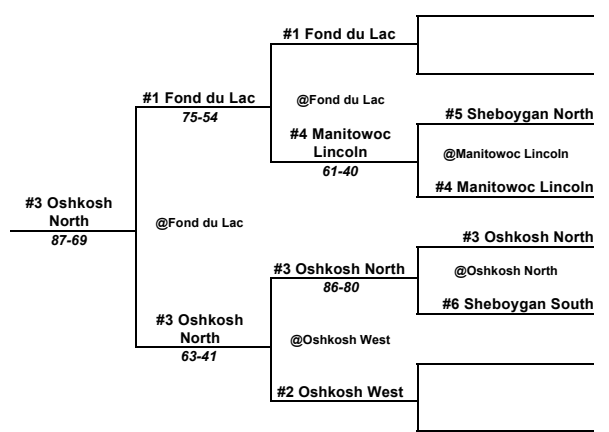 #1 Fond du Lac
#1 Fond du Lac
75-54
@Fond du Lac
#5 Sheboygan North
#4 Manitowoc
Lincoln
61-40
@Manitowoc Lincoln
#4 Manitowoc Lincoln
#3 Oshkosh
North
87-69
@Fond du Lac
#3 Oshkosh North
#3 Oshkosh North
86-80
@Oshkosh North
#6 Sheboygan South
#3 Oshkosh
North
63-41
@Oshkosh West
#2 Oshkosh West